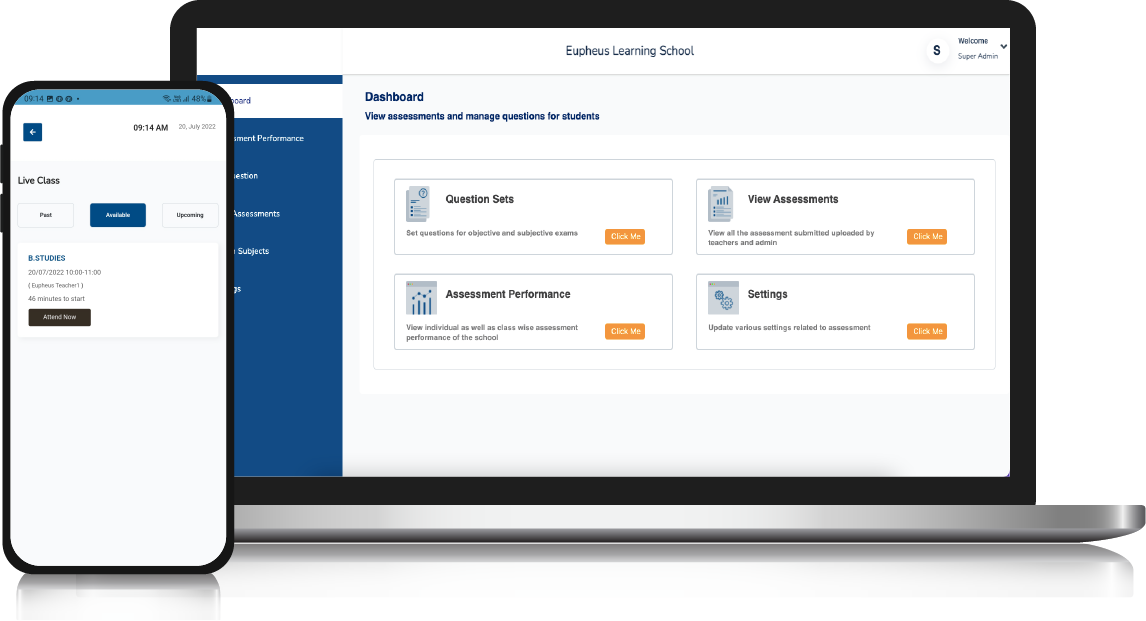 Eupheus Learning School
S
Welcome
Super Admin
Dashboard
View assessments and manage questions for students
Question Sets
Set questions for objective and subjective exams
Click Me
View Assessments
View all the assessment submitted uploaded by
teachers and admin
Click Me
Assessment Performance
View individual as well as class wise assessment
performance of the school
Click Me
Settings
Update various settings related to assessment
Click Me
board
ment Performance
estion
Assessments
Subjects
gs
09:14
48%
09:14 AM
20, July 2022
Live Class
Past
Available
Upcoming
B.STUDIES
20/07/2022 10:00-11:00
( Eupheus Teacher1 )
46 minutes to start
Attend Now